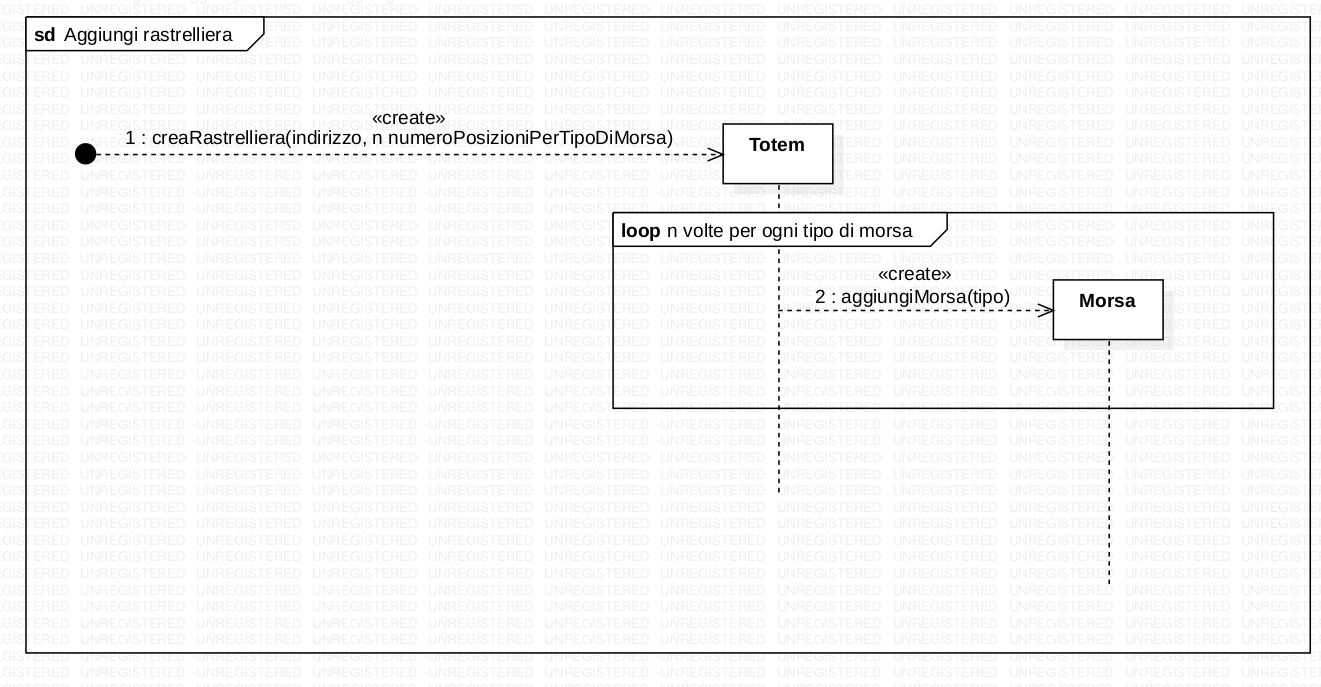 sd Aggiungi rastrelliera
«create»
1 : creaRastrelliera(indirizzo, n numeroPosizioniPerTipoDiMorsa)
Totem
loop n volte per ogni tipo di morsa
«create»
2 : aggiungiMorsa(tipo)
Morsa
UNREGISTERED